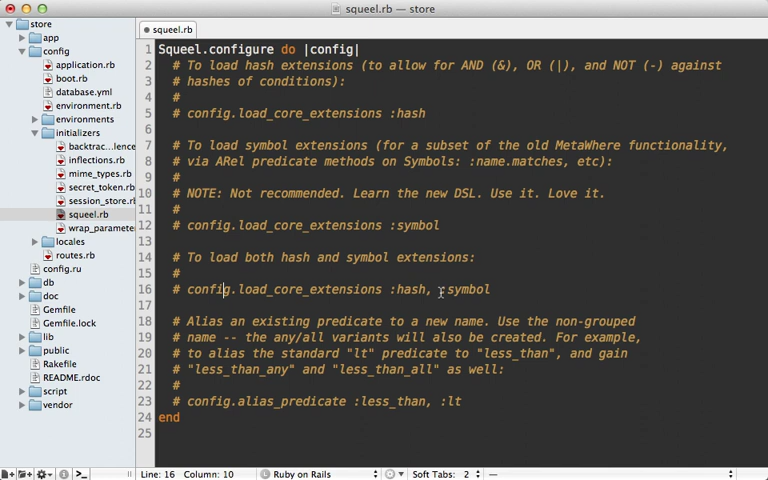 squeel.rb — store
store
app
config
application.rb
boot.rb
database.yml
environment.rb
environments
initializers
backtrac...lence
inflections.rb
mime_types.rb
secret_token.rb
session_store.rb
squeel.rb
wrap_parameter
locales
routes.rb
config.ru
db
doc
Gemfile
Gemfile.lock
lib
public
Rakefile
README.rdoc
script
vendor
squeel.rb
1 Squeel.configure do |config|
2 # To load hash extensions (to allow for AND (&), OR (|), and NOT (-) against
3 # hashes of conditions):
4 #
5 # config.load_core_extensions :hash
6
7 # To load symbol extensions (for a subset of the old MetaWhere functionality,
8 # via ARel predicate methods on Symbols: :name.matches, etc):
9 #
10 # NOTE: Not recommended. Learn the new DSL. Use it. Love it.
11 #
12 # config.load_core_extensions :symbol
13
14 # To load both hash and symbol extensions:
15 #
16 # config.load_core_extensions :hash, :symbol
17
18 # Alias an existing predicate to a new name. Use the non-grouped
19 # name -- the any/all variants will also be created. For example,
20 # to alias the standard "lt" predicate to "less_than", and gain
21 # "less_than_any" and "less_than_all" as well:
22 #
23 # config.alias_predicate :less_than, :lt
24 end
25
Line: 16 Column: 10 Ruby on Rails Soft Tabs: 2 —